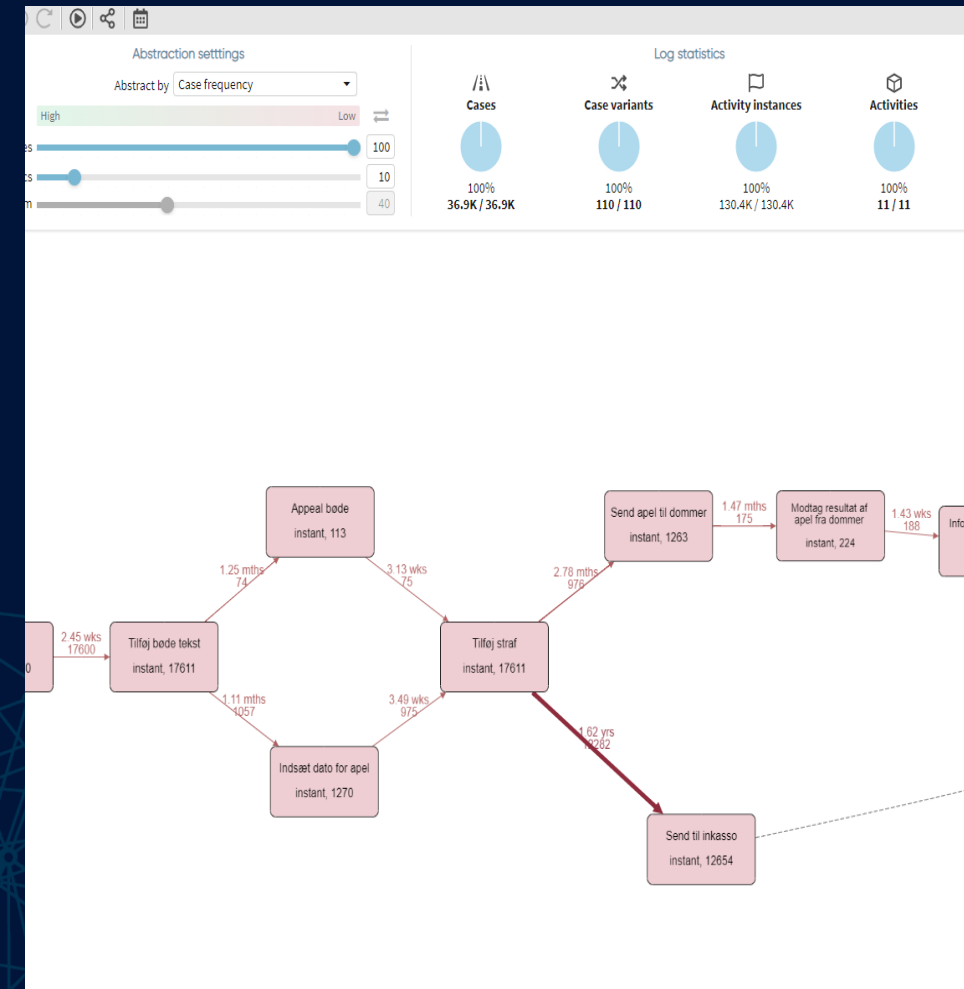 Abstraction setttings
Log statistics
Abstract by Case frequency
High Low
100
10
40
Cases
100%
36.9K / 36.9K
Case variants
100%
110 / 110
Activity instances
100%
130.4K / 130.4K
Activities
100%
11 / 11
2.45 wks
17600
Tilføj bøde tekst
instant, 17611
1.25 mths
74
Appeal bøde
instant, 113
3.13 wks
75
1.11 mths
1057
Indsæt dato for apel
instant, 1270
3.49 wks
975
Tilføj straf
instant, 17611
2.78 mths
976
Send apel til dommer
instant, 1263
1.47 mths
175
Modtag resultat af
apel fra dommer
instant, 224
1.43 wks
188
1.62 yrs
Send til inkasso
instant, 12654